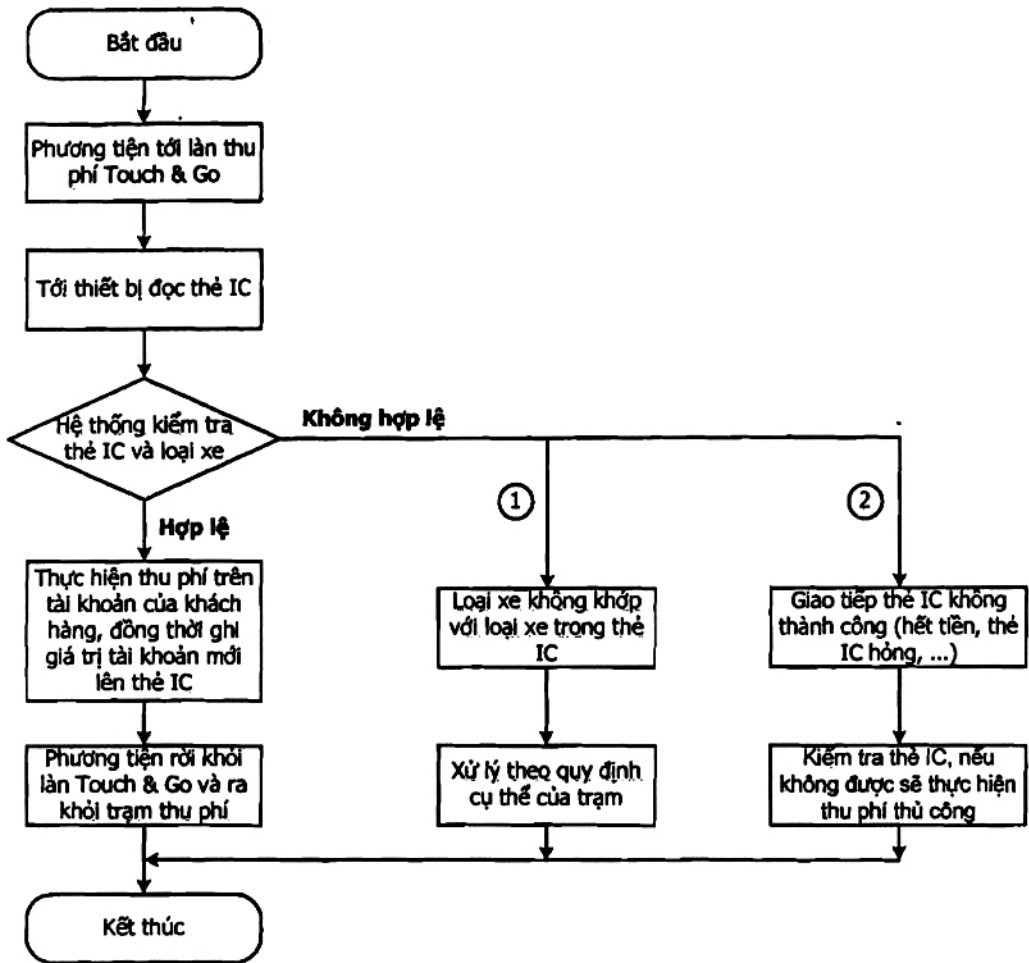 Bắt đầu
Phương tiện tới làn thu
phí Touch & Go
Tới thiết bị đọc thẻ IC
Hệ thống kiểm tra
thẻ IC và loại xe
Không hợp lệ
1
2
Hợp lệ
Thực hiện thu phí trên
tài khoản của khách
hàng, đồng thời ghi
giá trị tài khoản mới
lên thẻ IC
Loại xe không khớp
với loại xe trong thẻ
IC
Giao tiếp thẻ IC không
thành công (hết tiền, thẻ
IC hỏng, ...)
Phương tiện rời khỏi
làn Touch & Go và ra
khỏi trạm thu phí
Xử lý theo quy định
cụ thể của trạm
Kiểm tra thẻ IC, nếu
không được sẽ thực hiện
thu phí thủ công
Kết thúc